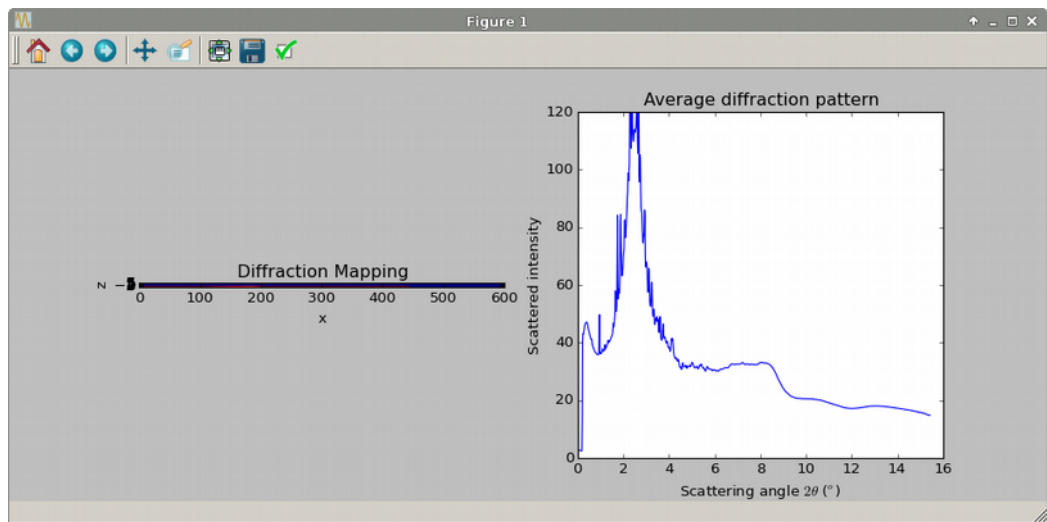 Figure 1
Diffraction Mapping
z
0 100 200 300 400 500 600
x
Average diffraction pattern
120
100
80
60
40
20
0
Scattered intensity
0 2 4 6 8 10 12 14 16
Scattering angle 2θ (°)